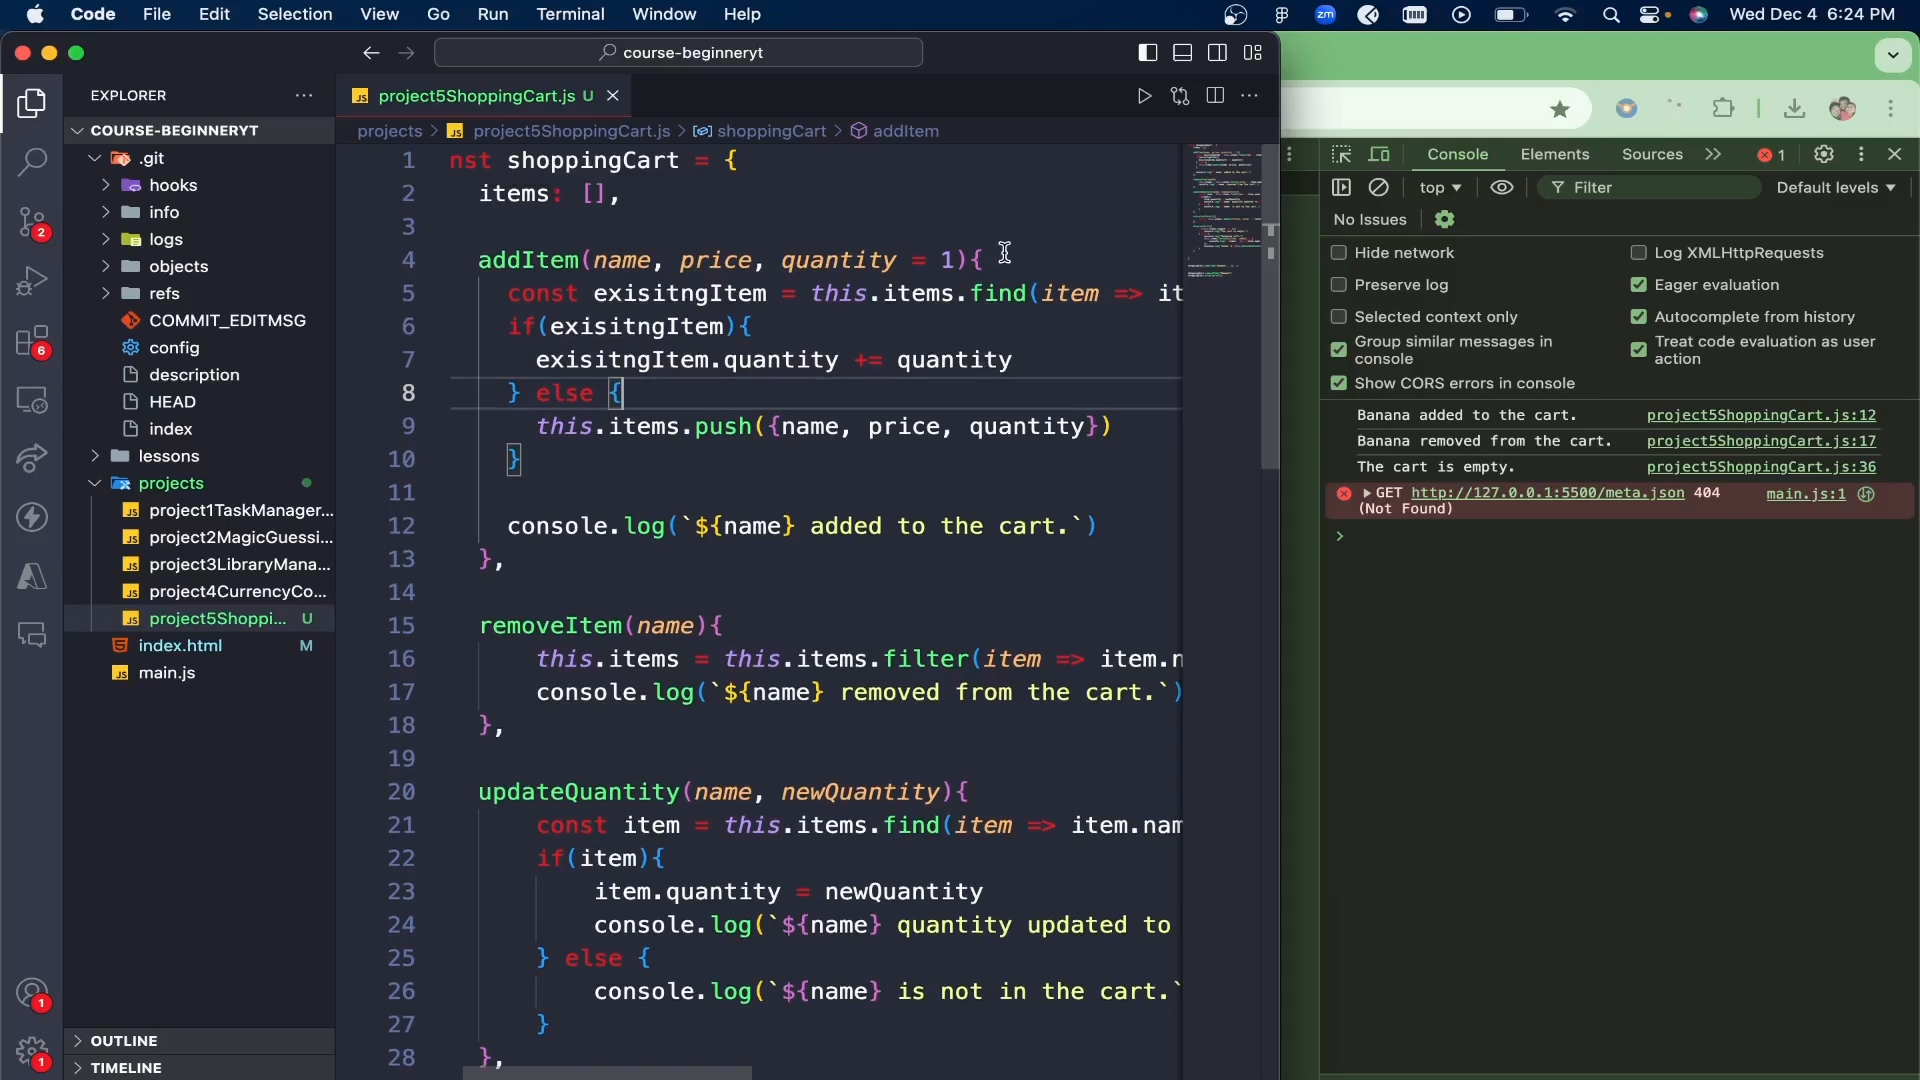 Code File Edit Selection View Go Run Terminal Window Help
zm
Wed Dec 4 6:24 PM
course-beginneryt
EXPLORER
project5ShoppingCart.js U
COURSE-BEGINNERYT
projects > project5ShoppingCart.js > shoppingCart > addItem
.git
hooks
info
logs
objects
refs
COMMIT_EDITMSG
config
description
HEAD
index
lessons
projects
project1TaskManager...
project2MagicGuessi...
project3LibraryMana...
project4CurrencyCo...
project5Shoppi... U
index.html M
main.js
OUTLINE
TIMELINE
2
6
1
1
1 nst shoppingCart = {
2 items: [],
3
4 addItem(name, price, quantity = 1){
5 const exisitngItem = this.items.find(item => it
6 if(exisitngItem){
7 exisitngItem.quantity += quantity
8 } else {
9 this.items.push({name, price, quantity})
10 }
11
12 console.log(`${name} added to the cart.`)
13 },
14
15 removeItem(name){
16 this.items = this.items.filter(item => item.n
17 console.log(`${name} removed from the cart.`)
18 },
19
20 updateQuantity(name, newQuantity){
21 const item = this.items.find(item => item.nam
22 if(item){
23 item.quantity = newQuantity
24 console.log(`${name} quantity updated to
25 } else {
26 console.log(`${name} is not in the cart.`
27 }
28 },
Console Elements Sources 1
top Filter Default levels
No Issues
Hide network Log XMLHttpRequests
Preserve log Eager evaluation
Selected context only Autocomplete from history
Group similar messages in console
Treat code evaluation as user action
Show CORS errors in console
Banana added to the cart. project5ShoppingCart.js:12
Banana removed from the cart. project5ShoppingCart.js:17
The cart is empty. project5ShoppingCart.js:36
GET http://127.0.0.1:5500/meta.json 404 main.js:1
(Not Found)